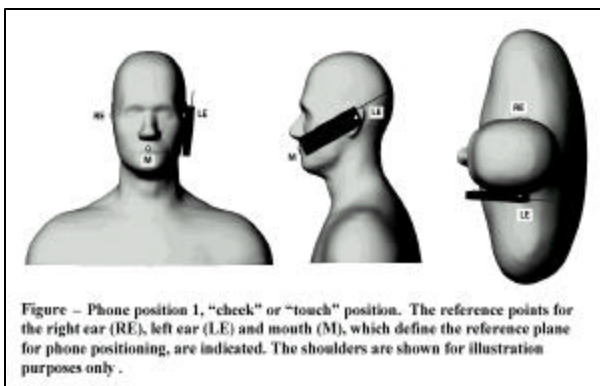 RE
LE
M
LE
M
RE
LE
Figure – Phone position 1, “cheek” or “touch” position. The reference points for
the right ear (RE), left ear (LE) and mouth (M), which define the reference plane
for phone positioning, are indicated. The shoulders are shown for illustration
purposes only .